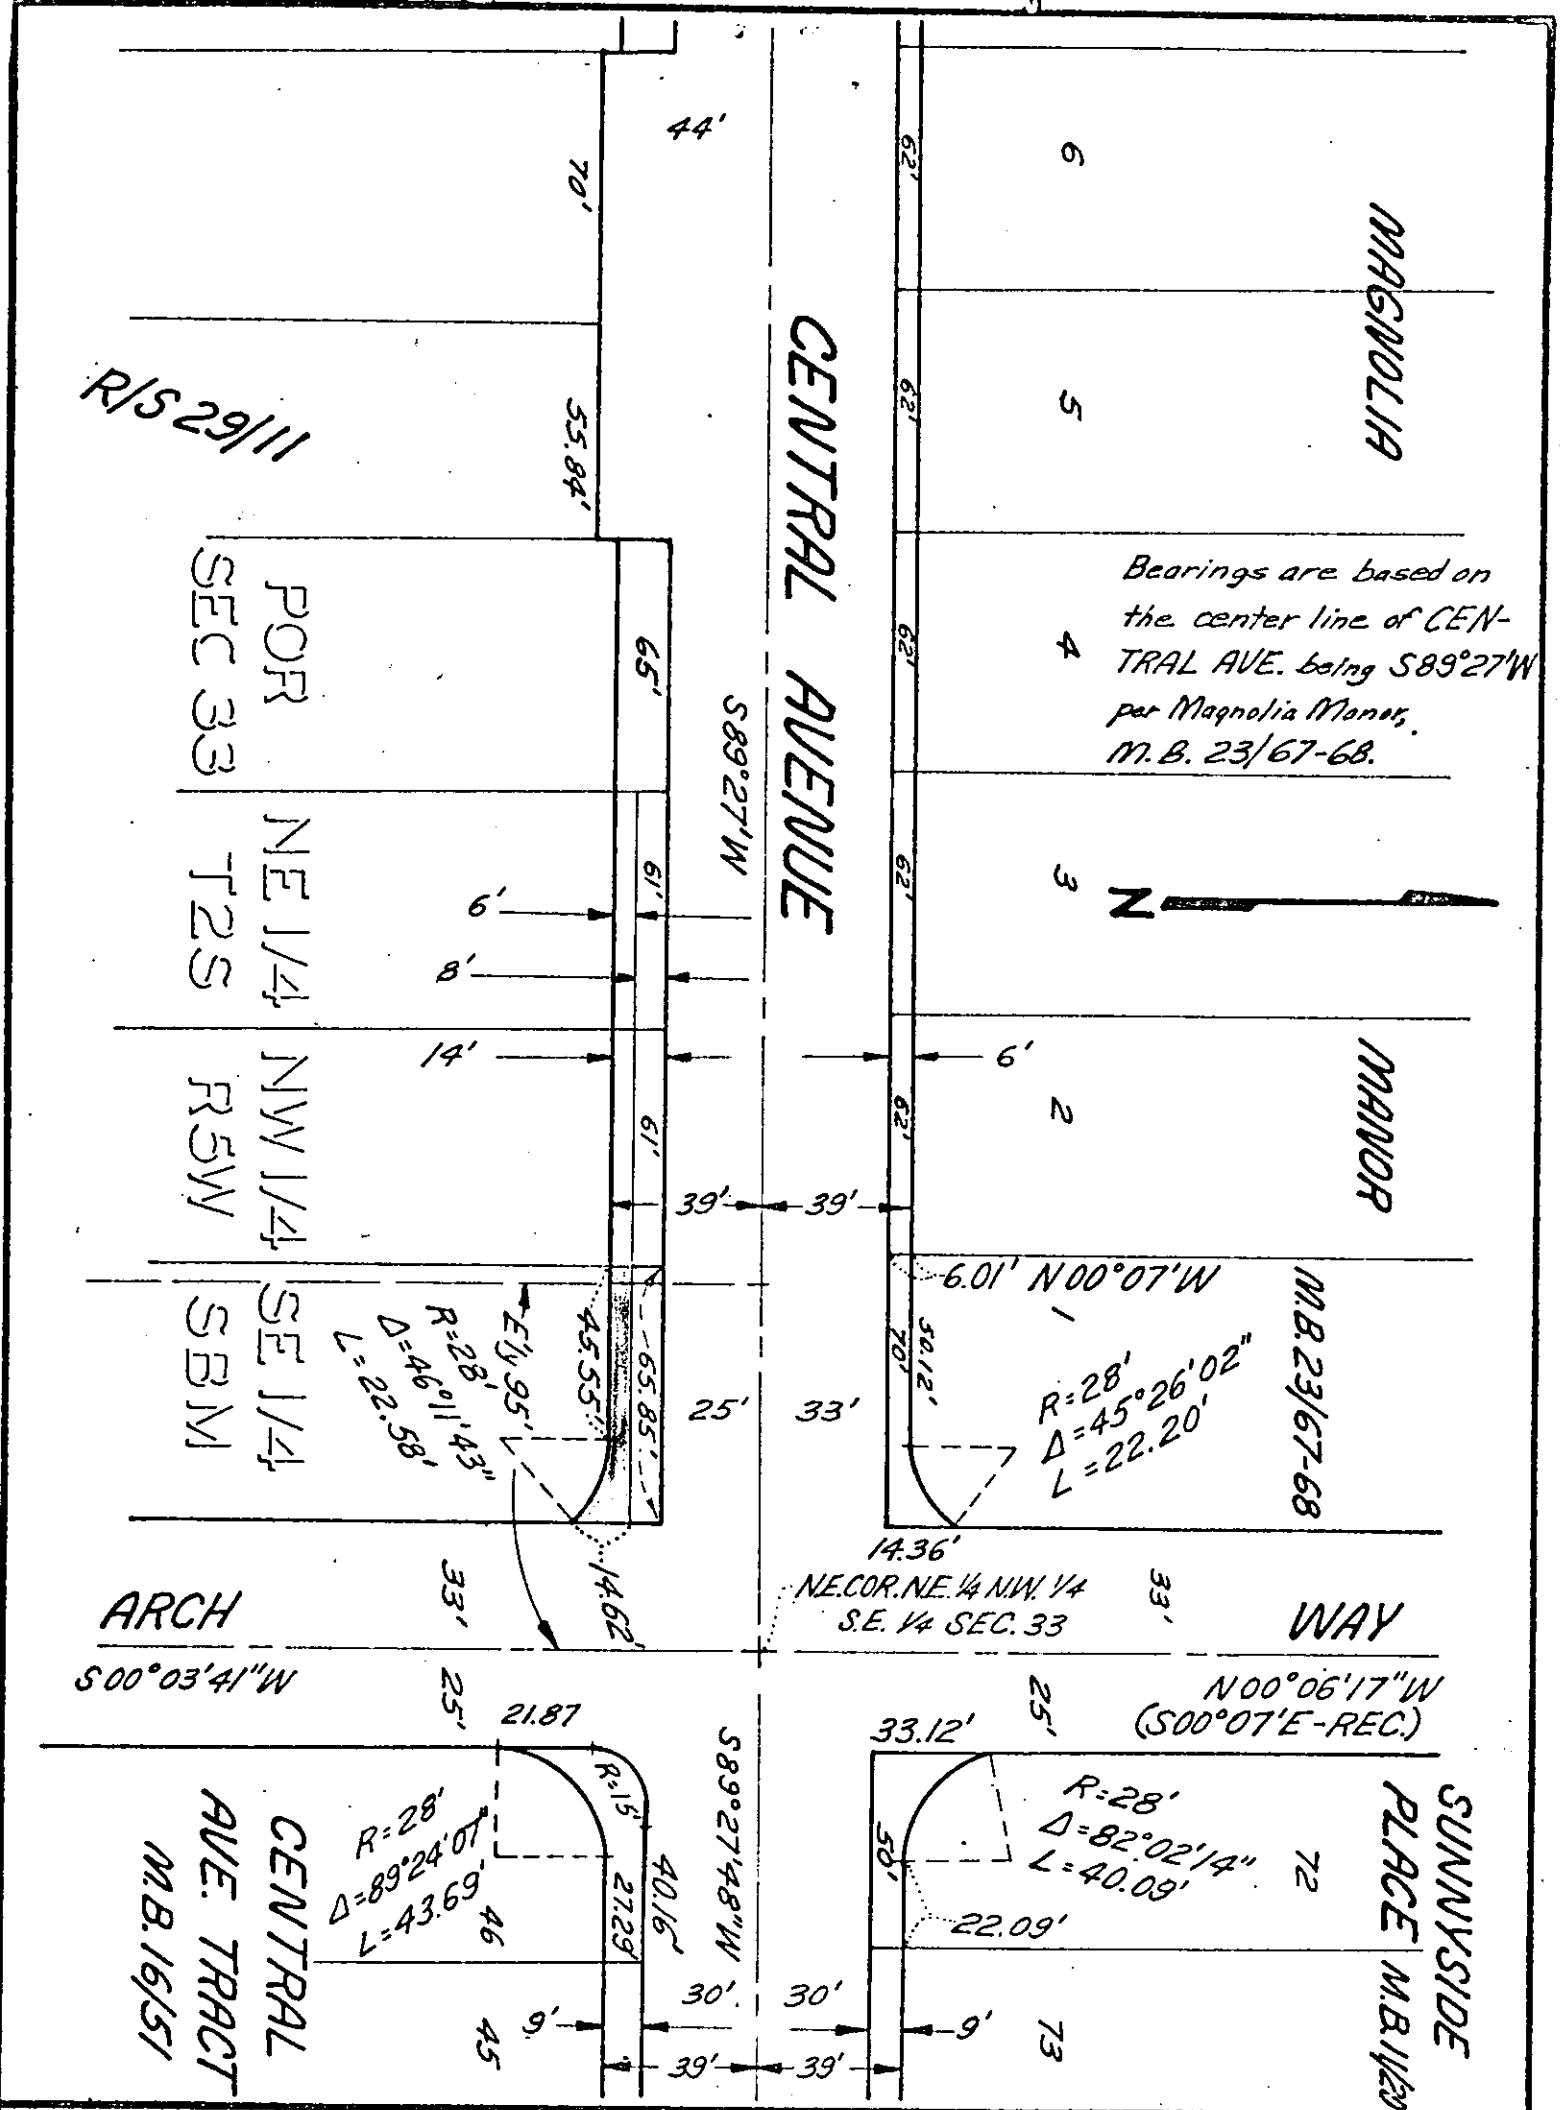 44'
70'
55.84'
R/S 29/11
CENTRAL AVENUE
S89°27'W
62'
62'
62'
62'
62'
6
5
4
3
2
1
MAGNOLIA
MANOR
M.B. 23/67-68
Bearings are based on
the center line of CEN-
TRAL AVE. being S89°27'W
per Magnolia Manor,
M.B. 23/67-68.
N
POR NE 1/4 NW 1/4 SE 1/4
SEC 33 T2S R5W SBM
65'
61'
61'
6'
8'
14'
6'
39'
39'
6.01' N00°07'W
50.12'
70'
R=28'
Δ=45°26'02"
L=22.20'
45.55'
65.85'
E'ly 95'
R=28'
Δ=46°11'43"
L=22.58'
25'
33'
14.62'
14.36'
N.E. COR. N.E. 1/4 N.W. 1/4
S.E. 1/4 SEC. 33
33'
33'
ARCH WAY
S00°03'41"W
N00°06'17"W
(S00°07'E-REC.)
25'
25'
21.87
33.12'
S89°27'48"W
R=15'
40.16'
27.29'
R=28'
Δ=89°24'07"
L=43.69'
46
45
CENTRAL
AVE. TRACT
M.B. 16/51
50'
R=28'
Δ=82°02'14"
L=40.09'
22.09'
72
73
SUNNYSIDE
PLACE M.B. 11/20
30'
30'
9'
9'
39'
39'